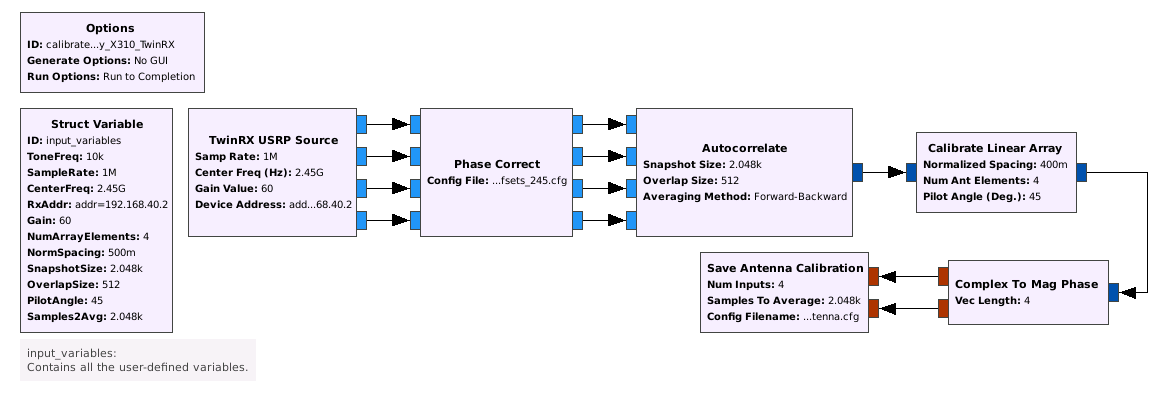 Options
ID: calibrate...y_X310_TwinRX
Generate Options: No GUI
Run Options: Run to Completion
Struct Variable
ID: input_variables
ToneFreq: 10k
SampleRate: 1M
CenterFreq: 2.45G
RxAddr: addr=192.168.40.2
Gain: 60
NumArrayElements: 4
NormSpacing: 500m
SnapshotSize: 2.048k
OverlapSize: 512
PilotAngle: 45
Samples2Avg: 2.048k
TwinRX USRP Source
Samp Rate: 1M
Center Freq (Hz): 2.45G
Gain Value: 60
Device Address: add...68.40.2
Phase Correct
Config File: ...fsets_245.cfg
Autocorrelate
Snapshot Size: 2.048k
Overlap Size: 512
Averaging Method: Forward-Backward
Calibrate Linear Array
Normalized Spacing: 400m
Num Ant Elements: 4
Pilot Angle (Deg.): 45
Save Antenna Calibration
Num Inputs: 4
Samples To Average: 2.048k
Config Filename: ...tenna.cfg
Complex To Mag Phase
Vec Length: 4
input_variables:
Contains all the user-defined variables.